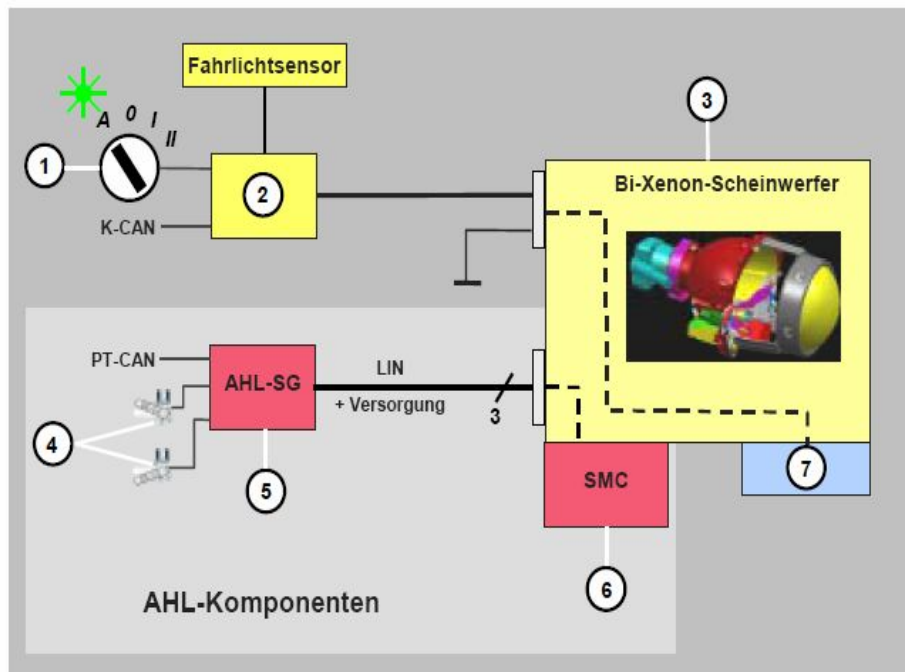 Fahrlichtsensor
A 0 I II
1
2
3
Bi-Xenon-Scheinwerfer
K-CAN
PT-CAN
AHL-SG
LIN
+ Versorgung
3
4
5
SMC
7
6
AHL-Komponenten